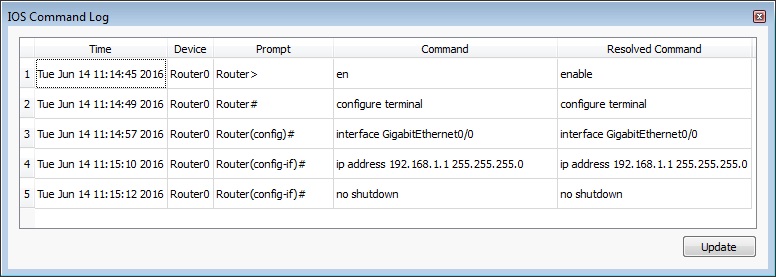 IOS Command Log
Time Device Prompt Command Resolved Command
1 Tue Jun 14 11:14:45 2016 Router0 Router> en enable
2 Tue Jun 14 11:14:49 2016 Router0 Router# configure terminal configure terminal
3 Tue Jun 14 11:14:57 2016 Router0 Router(config)# interface GigabitEthernet0/0 interface GigabitEthernet0/0
4 Tue Jun 14 11:15:10 2016 Router0 Router(config-if)# ip address 192.168.1.1 255.255.255.0 ip address 192.168.1.1 255.255.255.0
5 Tue Jun 14 11:15:12 2016 Router0 Router(config-if)# no shutdown no shutdown
Update